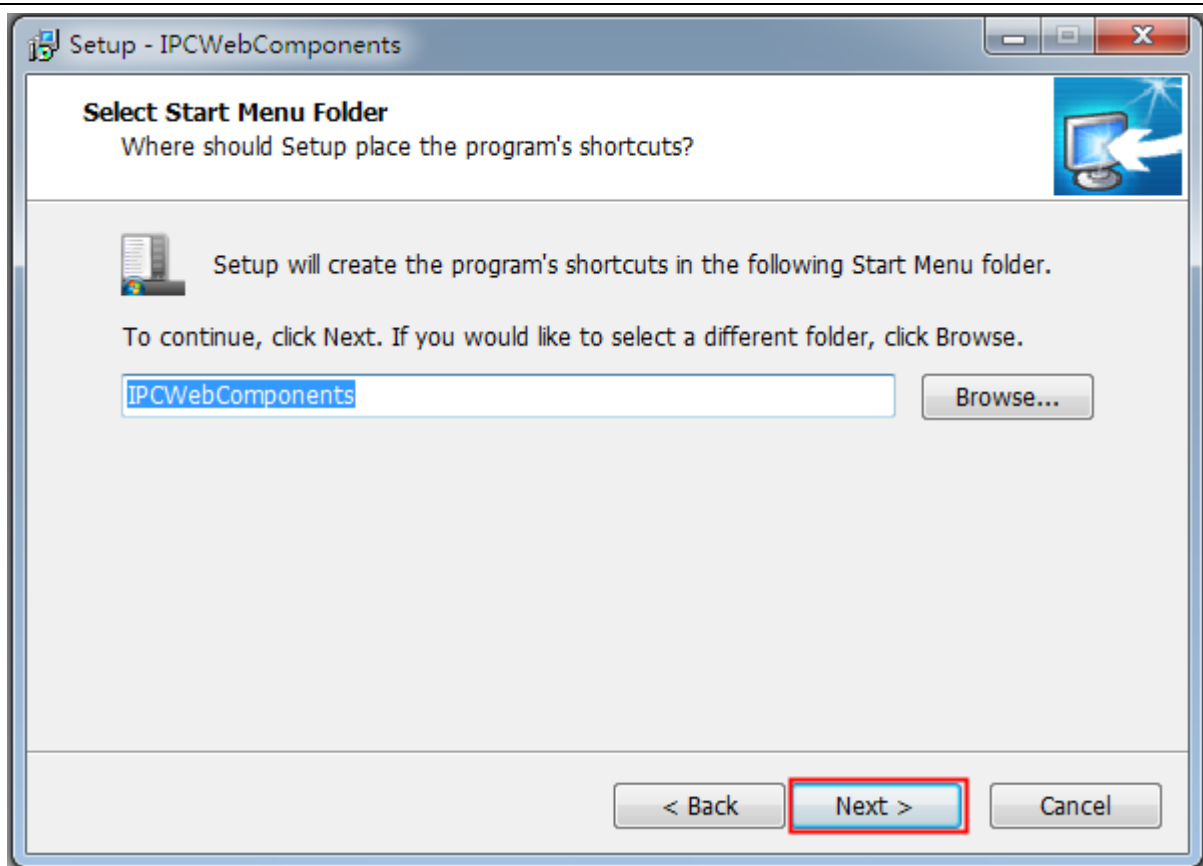 Setup - IPCWebComponents
Select Start Menu Folder
Where should Setup place the program's shortcuts?
Setup will create the program's shortcuts in the following Start Menu folder.
To continue, click Next. If you would like to select a different folder, click Browse.
IPCWebComponents
Browse...
< Back
Next >
Cancel